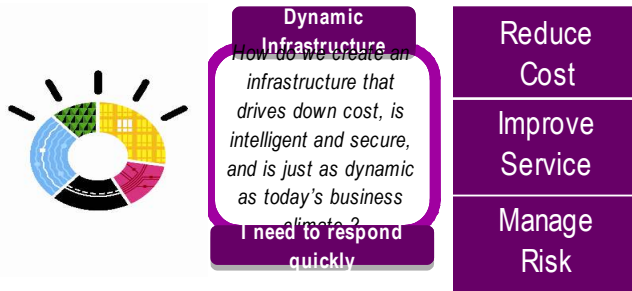 Dynamic
Infrastructure
How do we create an
infrastructure that
drives down cost, is
intelligent and secure,
and is just as dynamic
as today's business
climate ?
I need to respond
quickly
Reduce
Cost
Improve
Service
Manage
Risk